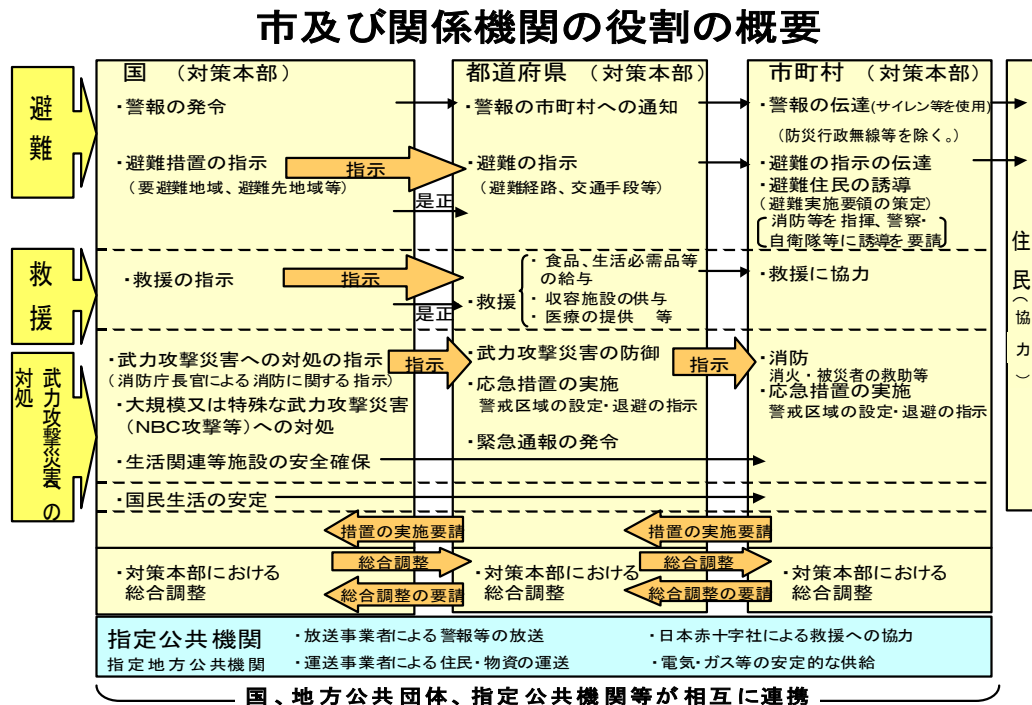 市及び関係機関の役割の概要
避難
国 （対策本部）
・警報の発令
・避難措置の指示
（要避難地域、避難先地域等）
指示
是正
都道府県 （対策本部）
・警報の市町村への通知
・避難の指示
（避難経路、交通手段等）
市町村 （対策本部）
・警報の伝達(サイレン等を使用)
（防災行政無線等を除く。）
・避難の指示の伝達
・避難住民の誘導
（避難実施要領の策定）
消防等を指揮、警察・
自衛隊等に誘導を要請
住民（協力）
救援
・救援の指示
指示
是正
・救援
・食品、生活必需品等
の給与
・収容施設の供与
・医療の提供 等
・救援に協力
武力攻撃災害への
対処
・武力攻撃災害への対処の指示
（消防庁長官による消防に関する指示）
・大規模又は特殊な武力攻撃災害
（NBC攻撃等）への対処
・生活関連等施設の安全確保
・国民生活の安定
指示
・武力攻撃災害の防御
・応急措置の実施
警戒区域の設定・退避の指示
・緊急通報の発令
指示
・消防
消火・被災者の救助等
・応急措置の実施
警戒区域の設定・退避の指示
措置の実施要請
措置の実施要請
・対策本部における
総合調整
総合調整
総合調整の要請
・対策本部における
総合調整
総合調整
総合調整の要請
・対策本部における
総合調整
指定公共機関
指定地方公共機関
・放送事業者による警報等の放送
・日本赤十字社による救援への協力
・運送事業者による住民・物資の運送
・電気・ガス等の安定的な供給
国、地方公共団体、指定公共機関等が相互に連携